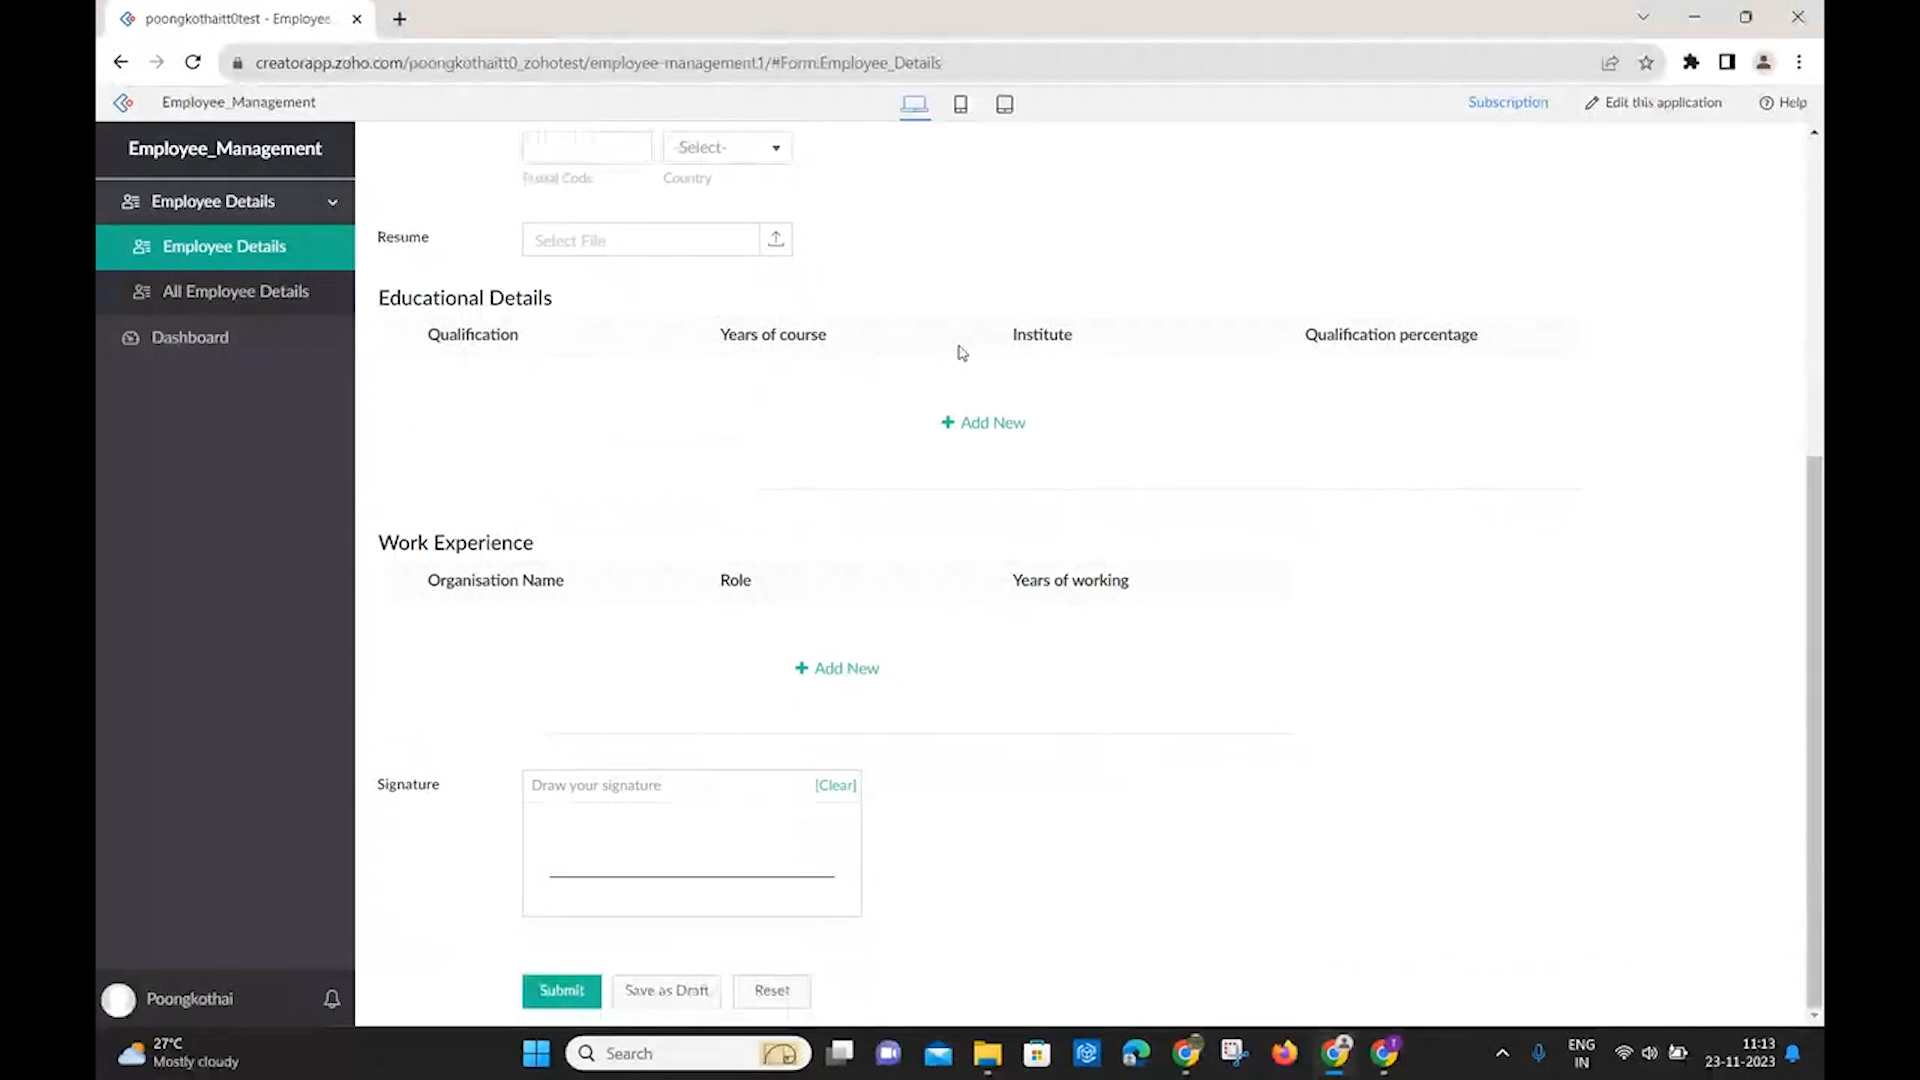 poongkothaitt0test - Employee
creatorapp.zoho.com/poongkothaitt0_zohotest/employee-management1/#Form:Employee_Details
Employee_Management
Subscription
Edit this application
Help
Employee_Management
Employee Details
Employee Details
All Employee Details
Dashboard
-Select-
Postal Code
Country
Resume
Select File
Educational Details
Qualification
Years of course
Institute
Qualification percentage
+ Add New
Work Experience
Organisation Name
Role
Years of working
+ Add New
Signature
Draw your signature
[Clear]
Submit
Save as Draft
Reset
Poongkothai
27°C
Mostly cloudy
Search
ENG
IN
11:13
23-11-2023